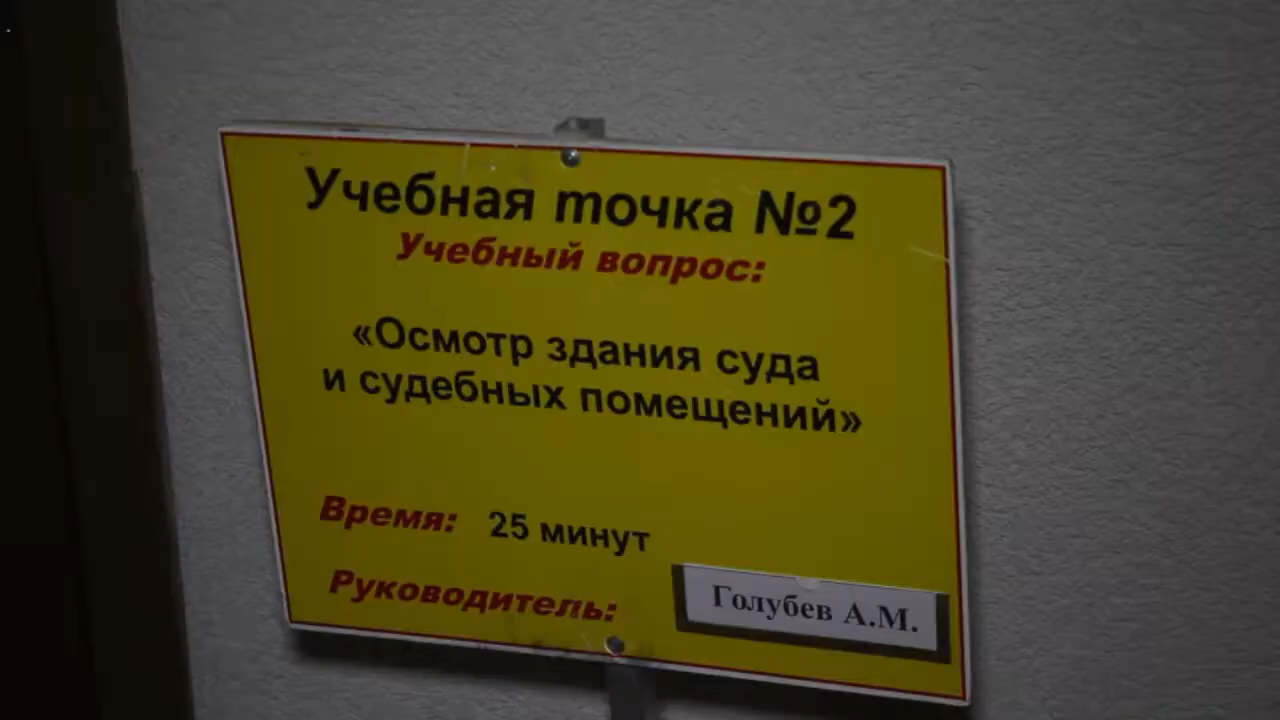 Учебная точка №2
Учебный вопрос:
«Осмотр здания суда
и судебных помещений»
Время: 25 минут
Руководитель: Голубев А.М.